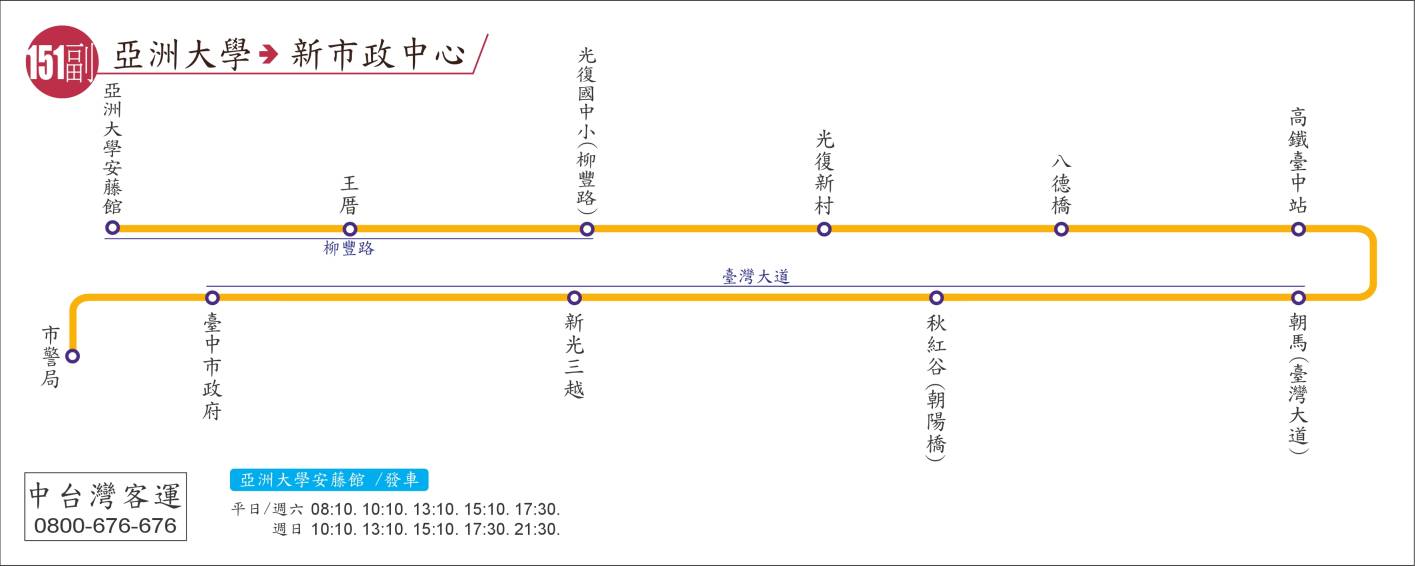 151副 亞洲大學➔新市政中心
亞洲大學安藤館
王厝
光復國中小(柳豐路)
光復新村
八德橋
高鐵臺中站
柳豐路
臺灣大道
朝馬(臺灣大道)
秋紅谷(朝陽橋)
新光三越
臺中市政府
市警局
中台灣客運
0800-676-676
亞洲大學安藤館 /發車
平日/週六 08:10. 10:10. 13:10. 15:10. 17:30.
週日 10:10. 13:10. 15:10. 17:30. 21:30.